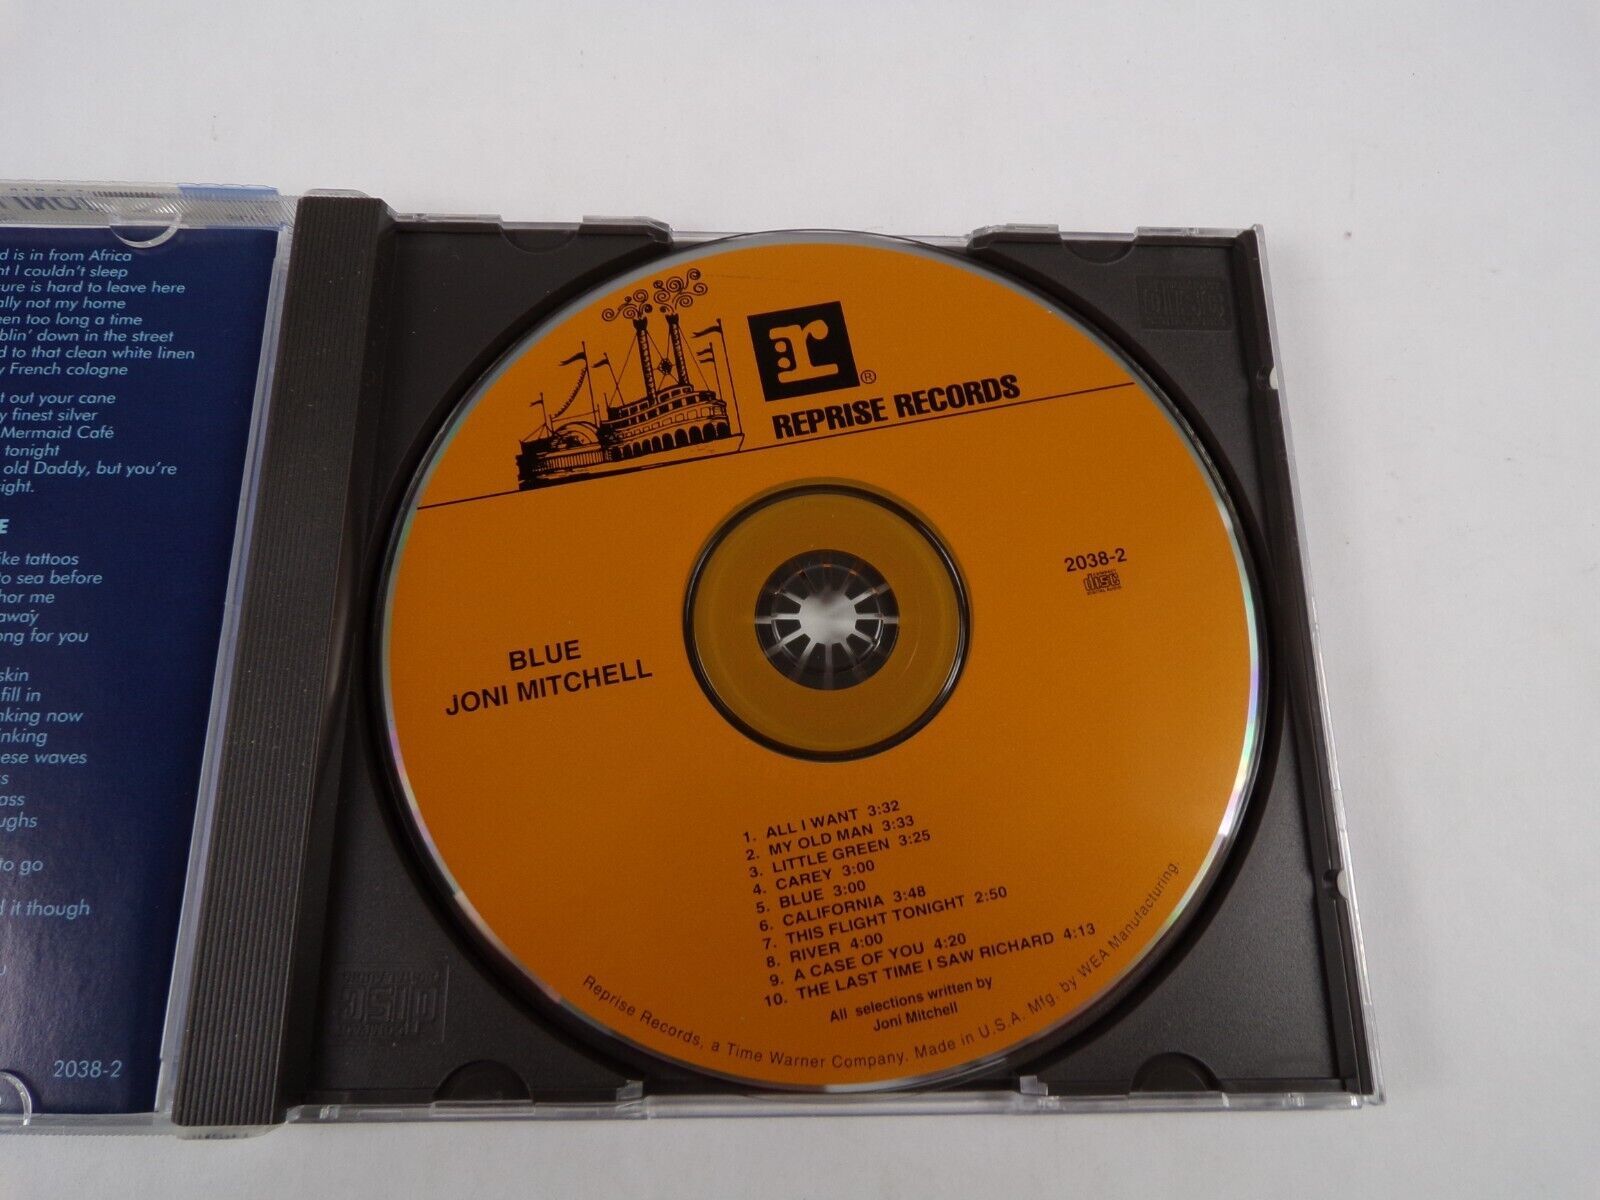 d is in from Africa
t I couldn't sleep
ure is hard to leave here
ally not my home
een too long a time
blin' down in the street
d to that clean white linen
y French cologne
t out your cane
y finest silver
Mermaid Café
tonight
old Daddy, but you're
ight.
E
ike tattoos
to sea before
hor me
away
ong for you
skin
fill in
nking now
inking
ese waves
s
ass
ughs
to go
d it though
2038-2
r®
REPRISE RECORDS
2038-2
COMPACT
disc
DIGITAL AUDIO
BLUE
JONI MITCHELL
1. ALL I WANT 3:32
2. MY OLD MAN 3:33
3. LITTLE GREEN 3:25
4. CAREY 3:00
5. BLUE 3:00
6. CALIFORNIA 3:48
7. THIS FLIGHT TONIGHT 2:50
8. RIVER 4:00
9. A CASE OF YOU 4:20
10. THE LAST TIME I SAW RICHARD 4:13
All selections written by
Joni Mitchell
Reprise Records, a Time Warner Company. Made in U.S.A. Mfg. by WEA Manufacturing.